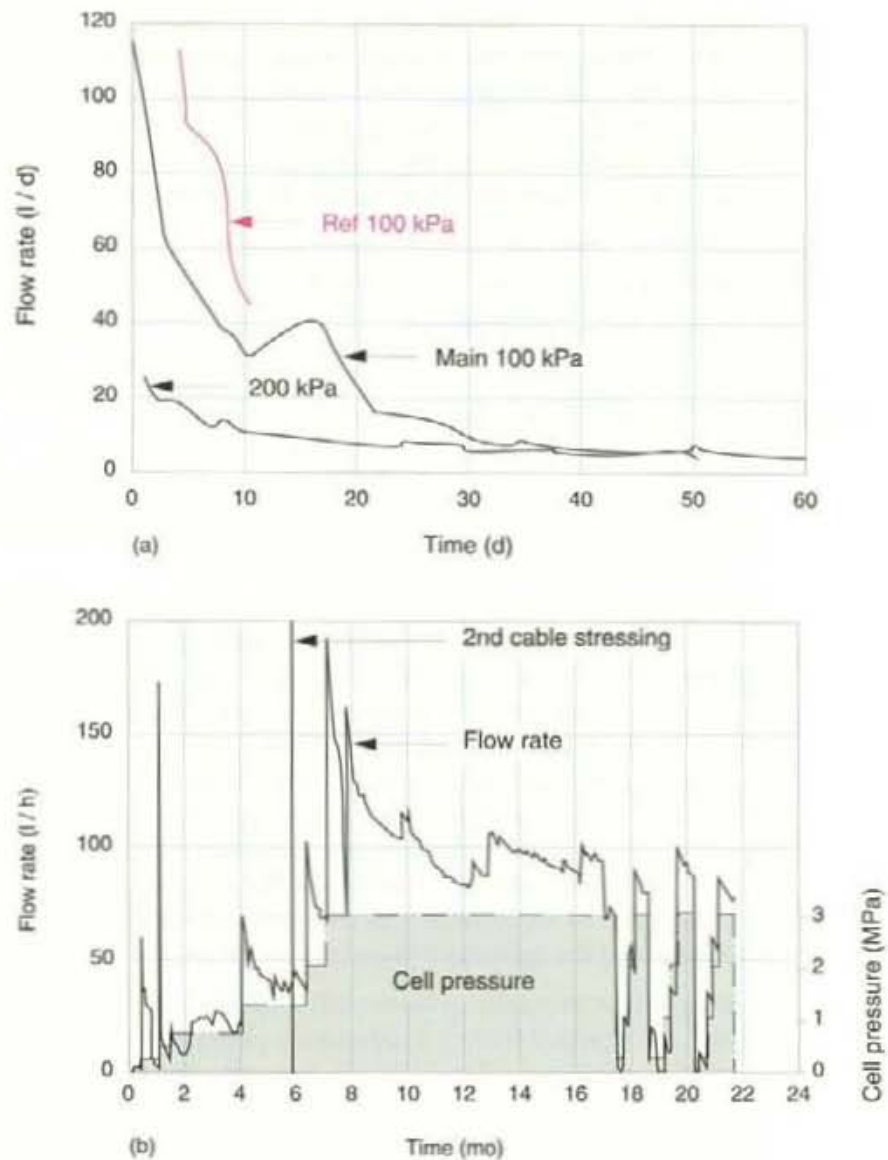 120
100
80
60
40
20
0
Flow rate (l / d)
Ref 100 kPa
Main 100 kPa
200 kPa
0 10 20 30 40 50 60
(a) Time (d)
200
150
100
50
0
Flow rate (l / h)
2nd cable stressing
Flow rate
Cell pressure
3
2
1
0
Cell pressure (MPa)
0 2 4 6 8 10 12 14 16 18 20 22 24
(b) Time (mo)